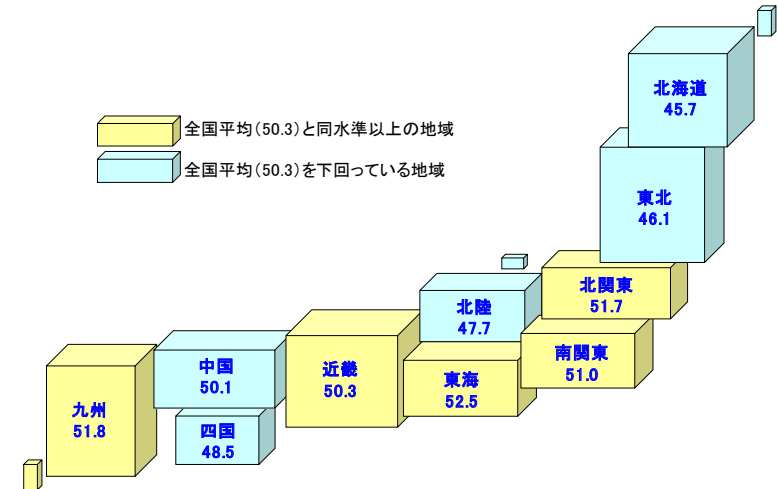 北海道
45.7
全国平均(50.3)と同水準以上の地域
全国平均(50.3)を下回っている地域
東北
46.1
北関東
51.7
北陸
47.7
南関東
51.0
中国
50.1
近畿
50.3
東海
52.5
九州
51.8
四国
48.5